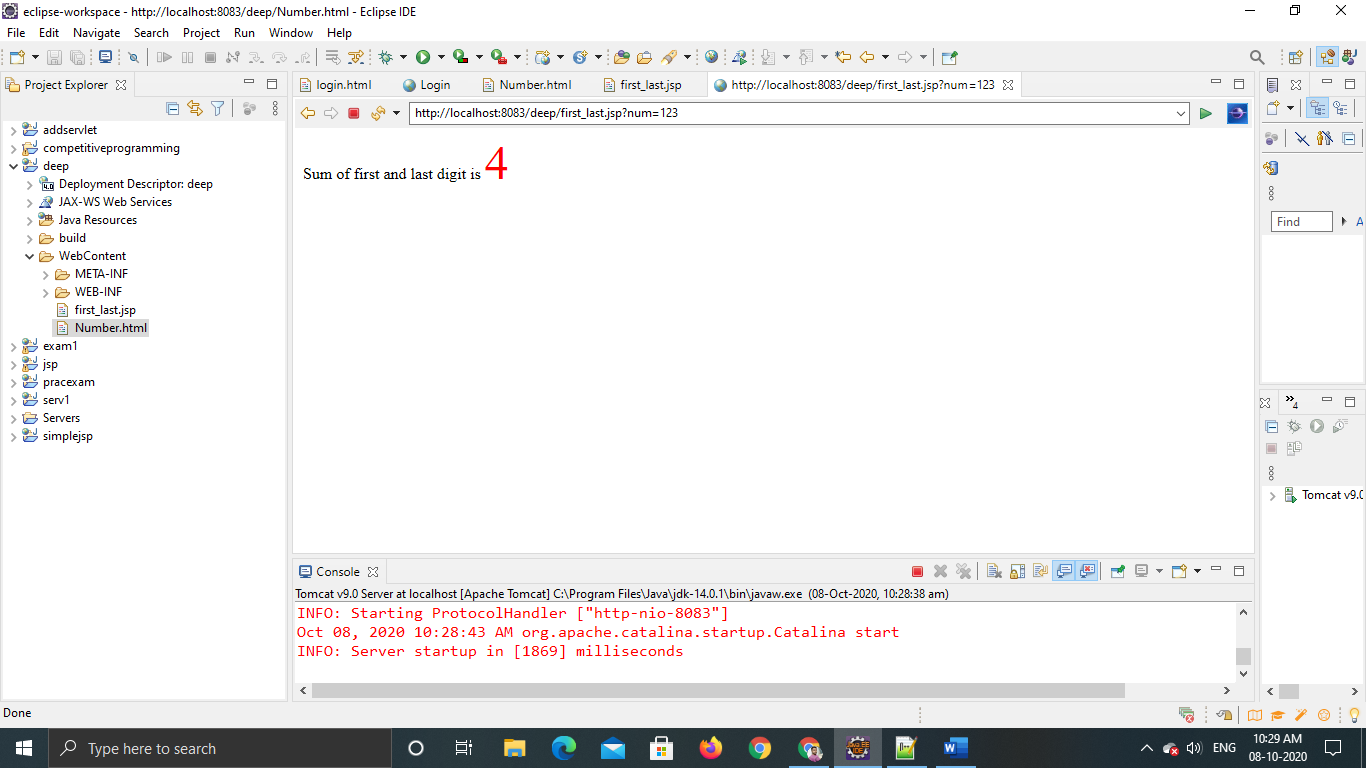 eclipse-workspace - http://localhost:8083/deep/Number.html - Eclipse IDE
File Edit Navigate Search Project Run Window Help
Project Explorer
addservlet
competitiveprogramming
deep
Deployment Descriptor: deep
JAX-WS Web Services
Java Resources
build
WebContent
META-INF
WEB-INF
first_last.jsp
Number.html
exam1
jsp
pracexam
serv1
Servers
simplejsp
login.html Login Number.html first_last.jsp http://localhost:8083/deep/first_last.jsp?num=123
http://localhost:8083/deep/first_last.jsp?num=123
Sum of first and last digit is 4
Find A
4
Tomcat v9.0
Console
Tomcat v9.0 Server at localhost [Apache Tomcat] C:\Program Files\Java\jdk-14.0.1\bin\javaw.exe (08-Oct-2020, 10:28:38 am)
INFO: Starting ProtocolHandler ["http-nio-8083"]
Oct 08, 2020 10:28:43 AM org.apache.catalina.startup.Catalina start
INFO: Server startup in [1869] milliseconds
Done
Type here to search
ENG
10:29 AM
08-10-2020